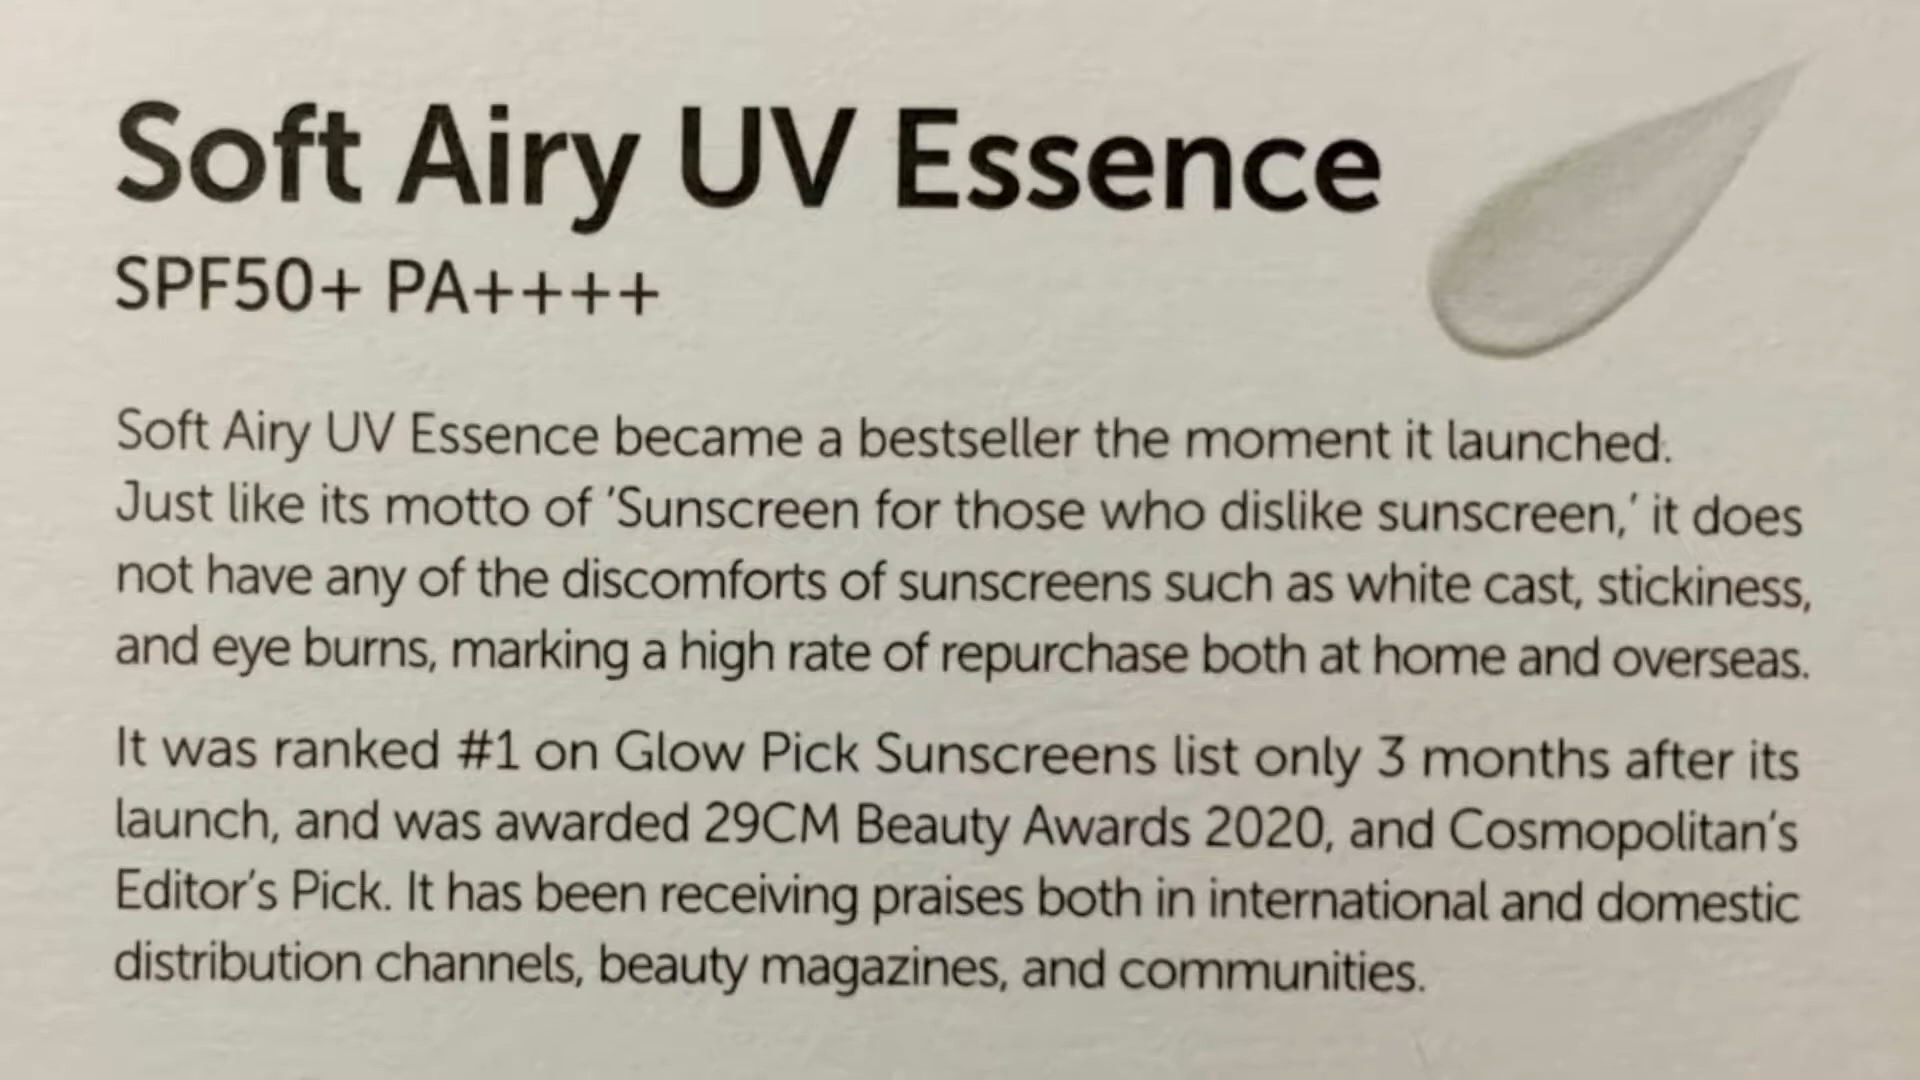 Soft Airy UV Essence
SPF50+ PA++++
Soft Airy UV Essence became a bestseller the moment it launched.
Just like its motto of 'Sunscreen for those who dislike sunscreen,' it does
not have any of the discomforts of sunscreens such as white cast, stickiness,
and eye burns, marking a high rate of repurchase both at home and overseas.
It was ranked #1 on Glow Pick Sunscreens list only 3 months after its
launch, and was awarded 29CM Beauty Awards 2020, and Cosmopolitan's
Editor's Pick. It has been receiving praises both in international and domestic
distribution channels, beauty magazines, and communities.